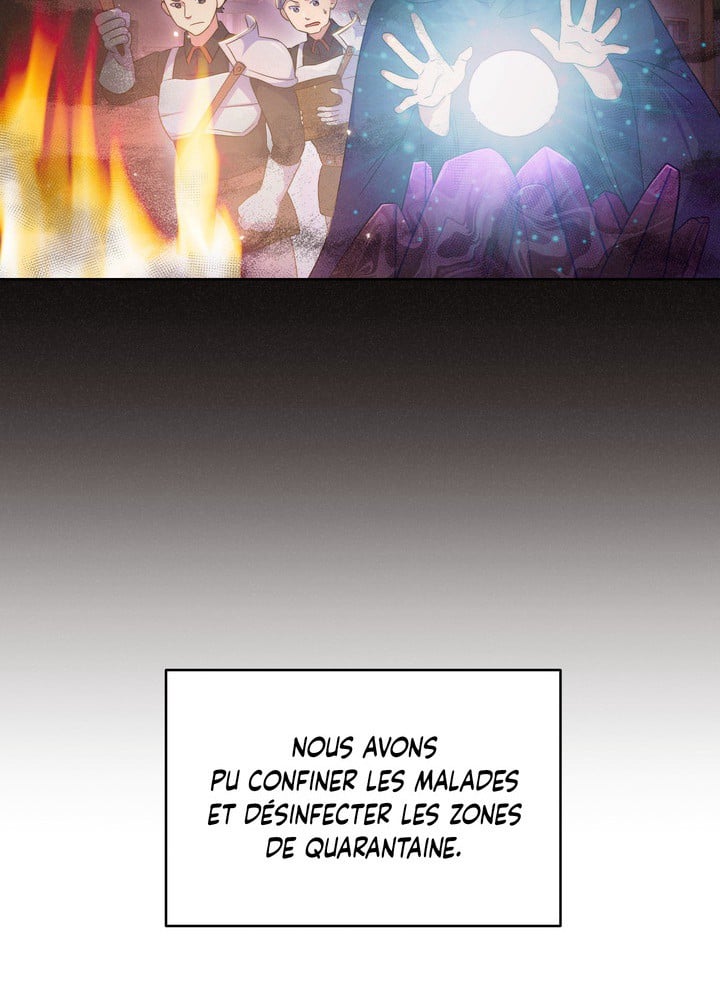 NOUS AVONS
PU CONFINER LES MALADES
ET DÉSINFECTER LES ZONES
DE QUARANTAINE.